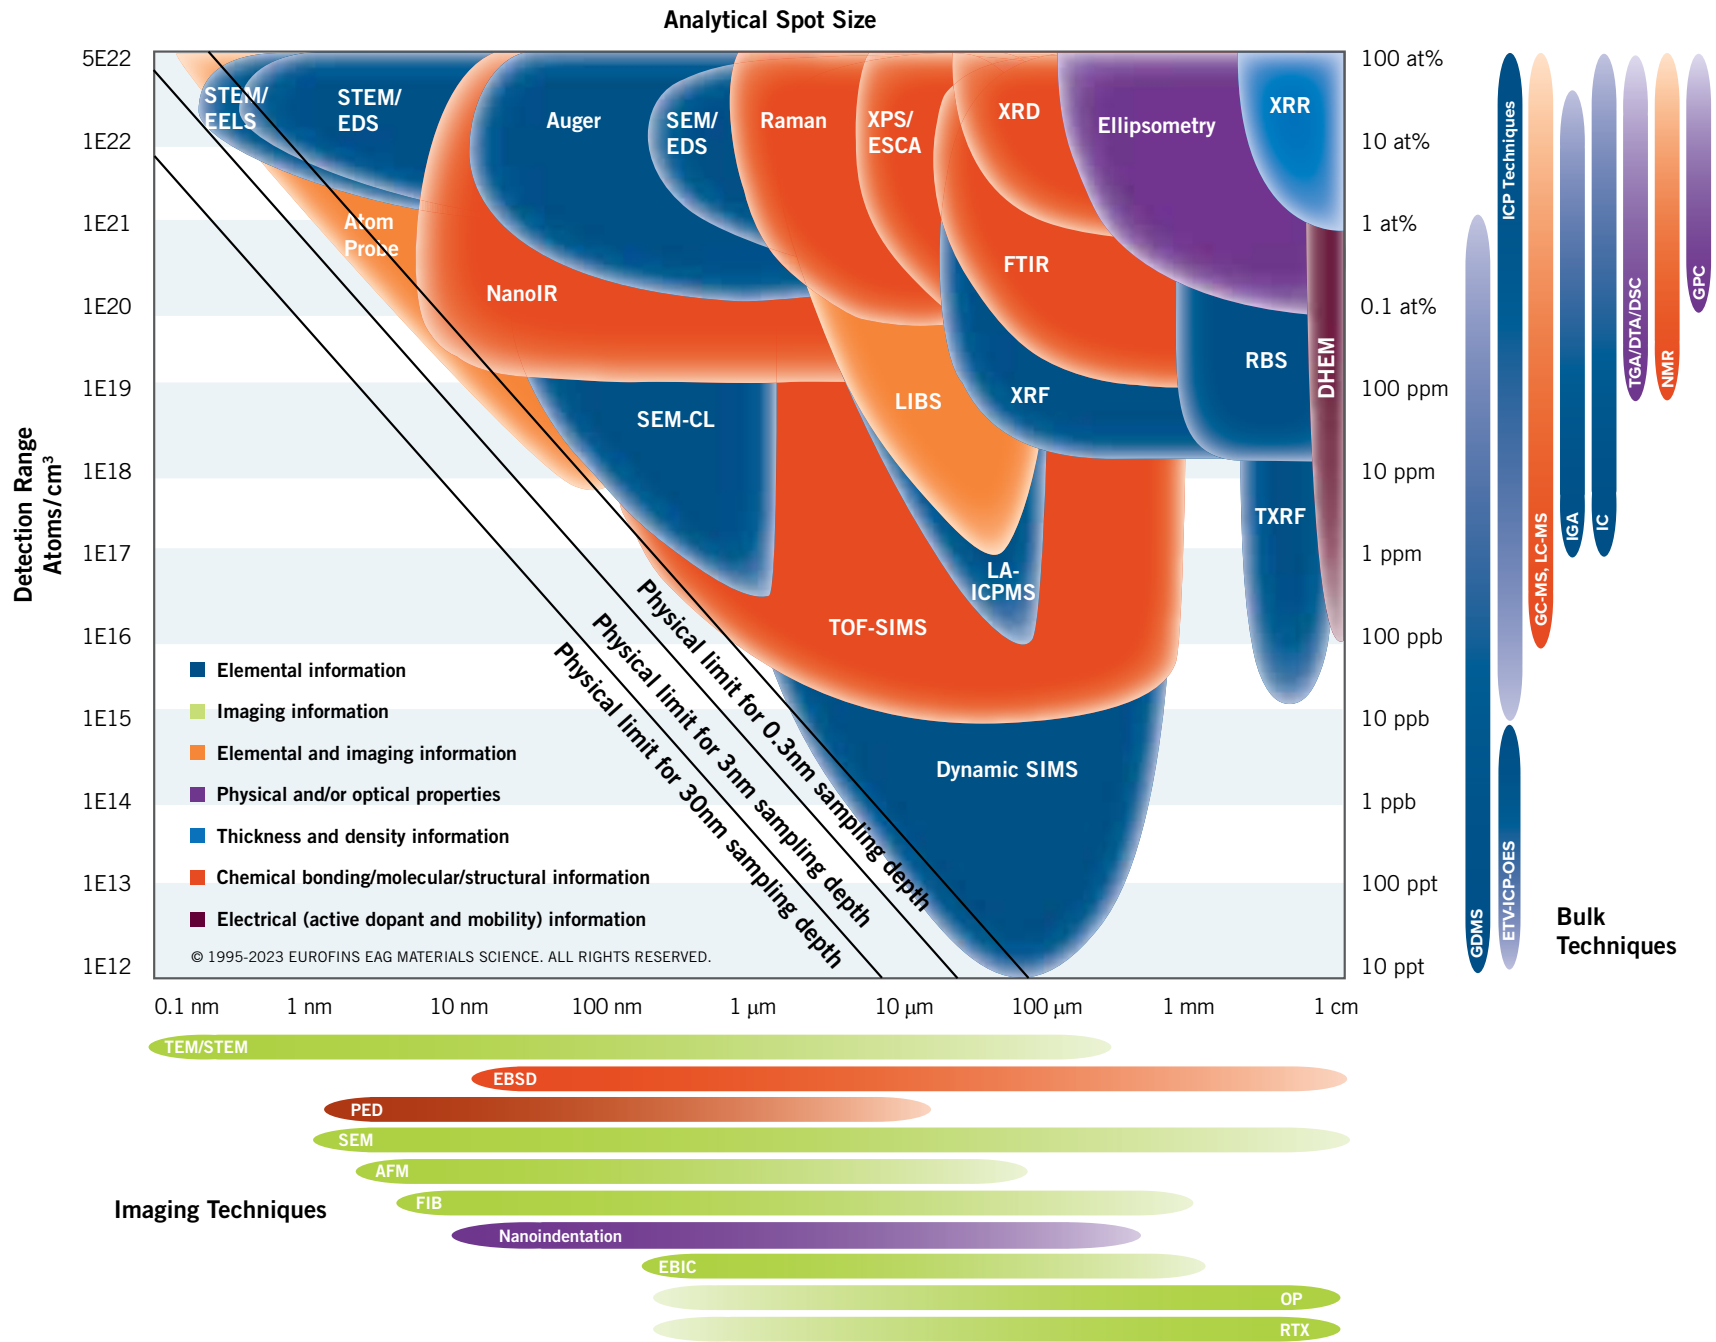 Analytical Spot Size
5E22
1E22
1E21
1E20
1E19
1E18
1E17
1E16
1E15
1E14
1E13
1E12
Detection Range
Atoms/cm³
100 at%
10 at%
1 at%
0.1 at%
100 ppm
10 ppm
1 ppm
100 ppb
10 ppb
1 ppb
100 ppt
10 ppt
STEM/
EELS
STEM/
EDS
Auger
SEM/
EDS
Raman
XPS/
ESCA
XRD
Ellipsometry
XRR
Atom
Probe
NanoIR
FTIR
RBS
DHEM
SEM-CL
LIBS
XRF
TXRF
LA-
ICPMS
TOF-SIMS
Dynamic SIMS
Physical limit for 0.3nm sampling depth
Physical limit for 3nm sampling depth
Physical limit for 30nm sampling depth
Elemental information
Imaging information
Elemental and imaging information
Physical and/or optical properties
Thickness and density information
Chemical bonding/molecular/structural information
Electrical (active dopant and mobility) information
© 1995-2023 EUROFINS EAG MATERIALS SCIENCE. ALL RIGHTS RESERVED.
0.1 nm
1 nm
10 nm
100 nm
1 µm
10 µm
100 µm
1 mm
1 cm
GDMS
ICP Techniques
ETV-ICP-OES
GC-MS, LC-MS
IGA
IC
TGA/DTA/DSC
NMR
GPC
Bulk
Techniques
TEM/STEM
EBSD
PED
SEM
AFM
FIB
Nanoindentation
EBIC
OP
RTX
Imaging Techniques